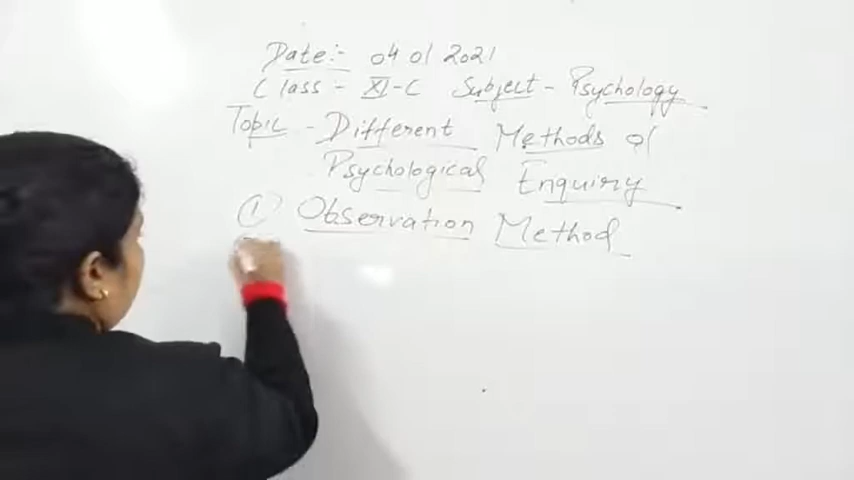 Date:- 04 01 2021
Class - XI-C Subject - Psychology
Topic - Different Methods of
Psychological Enquiry
① Observation Method